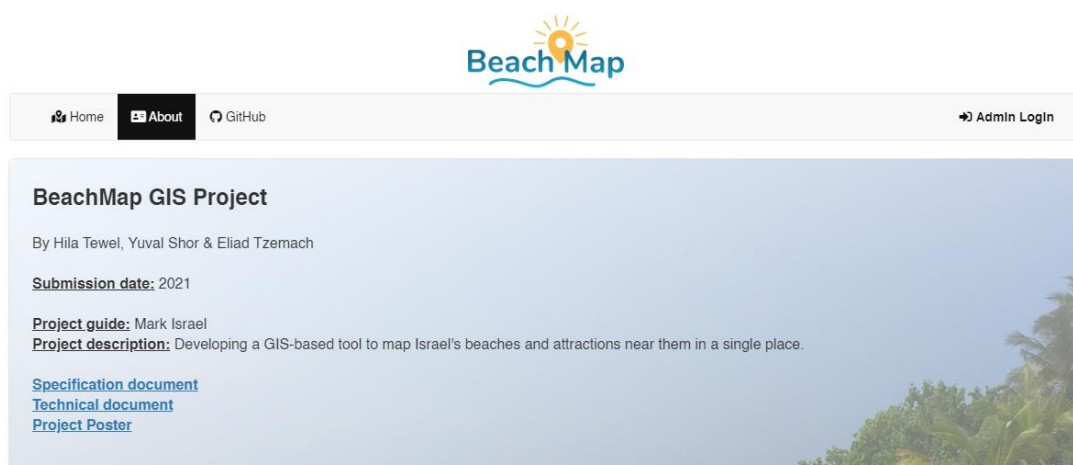 Beach Map
Home About GitHub Admin Login
BeachMap GIS Project
By Hila Tewel, Yuval Shor & Eliad Tzemach
Submission date: 2021
Project guide: Mark Israel
Project description: Developing a GIS-based tool to map Israel's beaches and attractions near them in a single place.
Specification document
Technical document
Project Poster